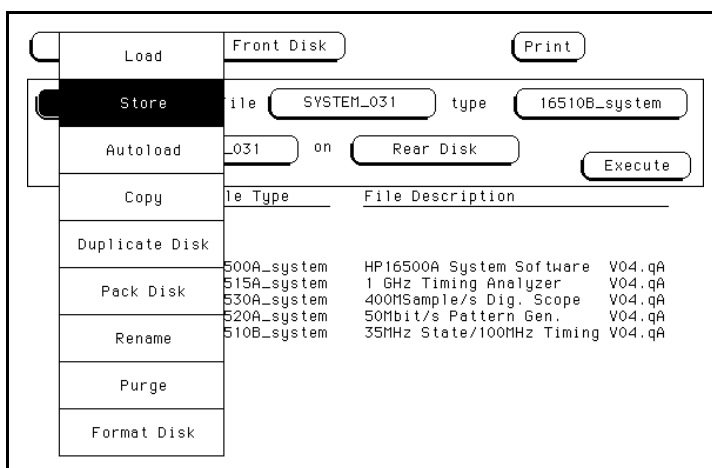 Front Disk Print
Load
Store ile SYSTEM_031 type 16510B_system
Autoload _031 on Rear Disk Execute
Copy le Type File Description
Duplicate Disk
500A_system HP16500A System Software V04.qA
515A_system 1 GHz Timing Analyzer V04.qA
Pack Disk
530A_system 400MSample/s Dig. Scope V04.qA
520A_system 50Mbit/s Pattern Gen. V04.qA
510B_system 35MHz State/100MHz Timing V04.qA
Rename
Purge
Format Disk